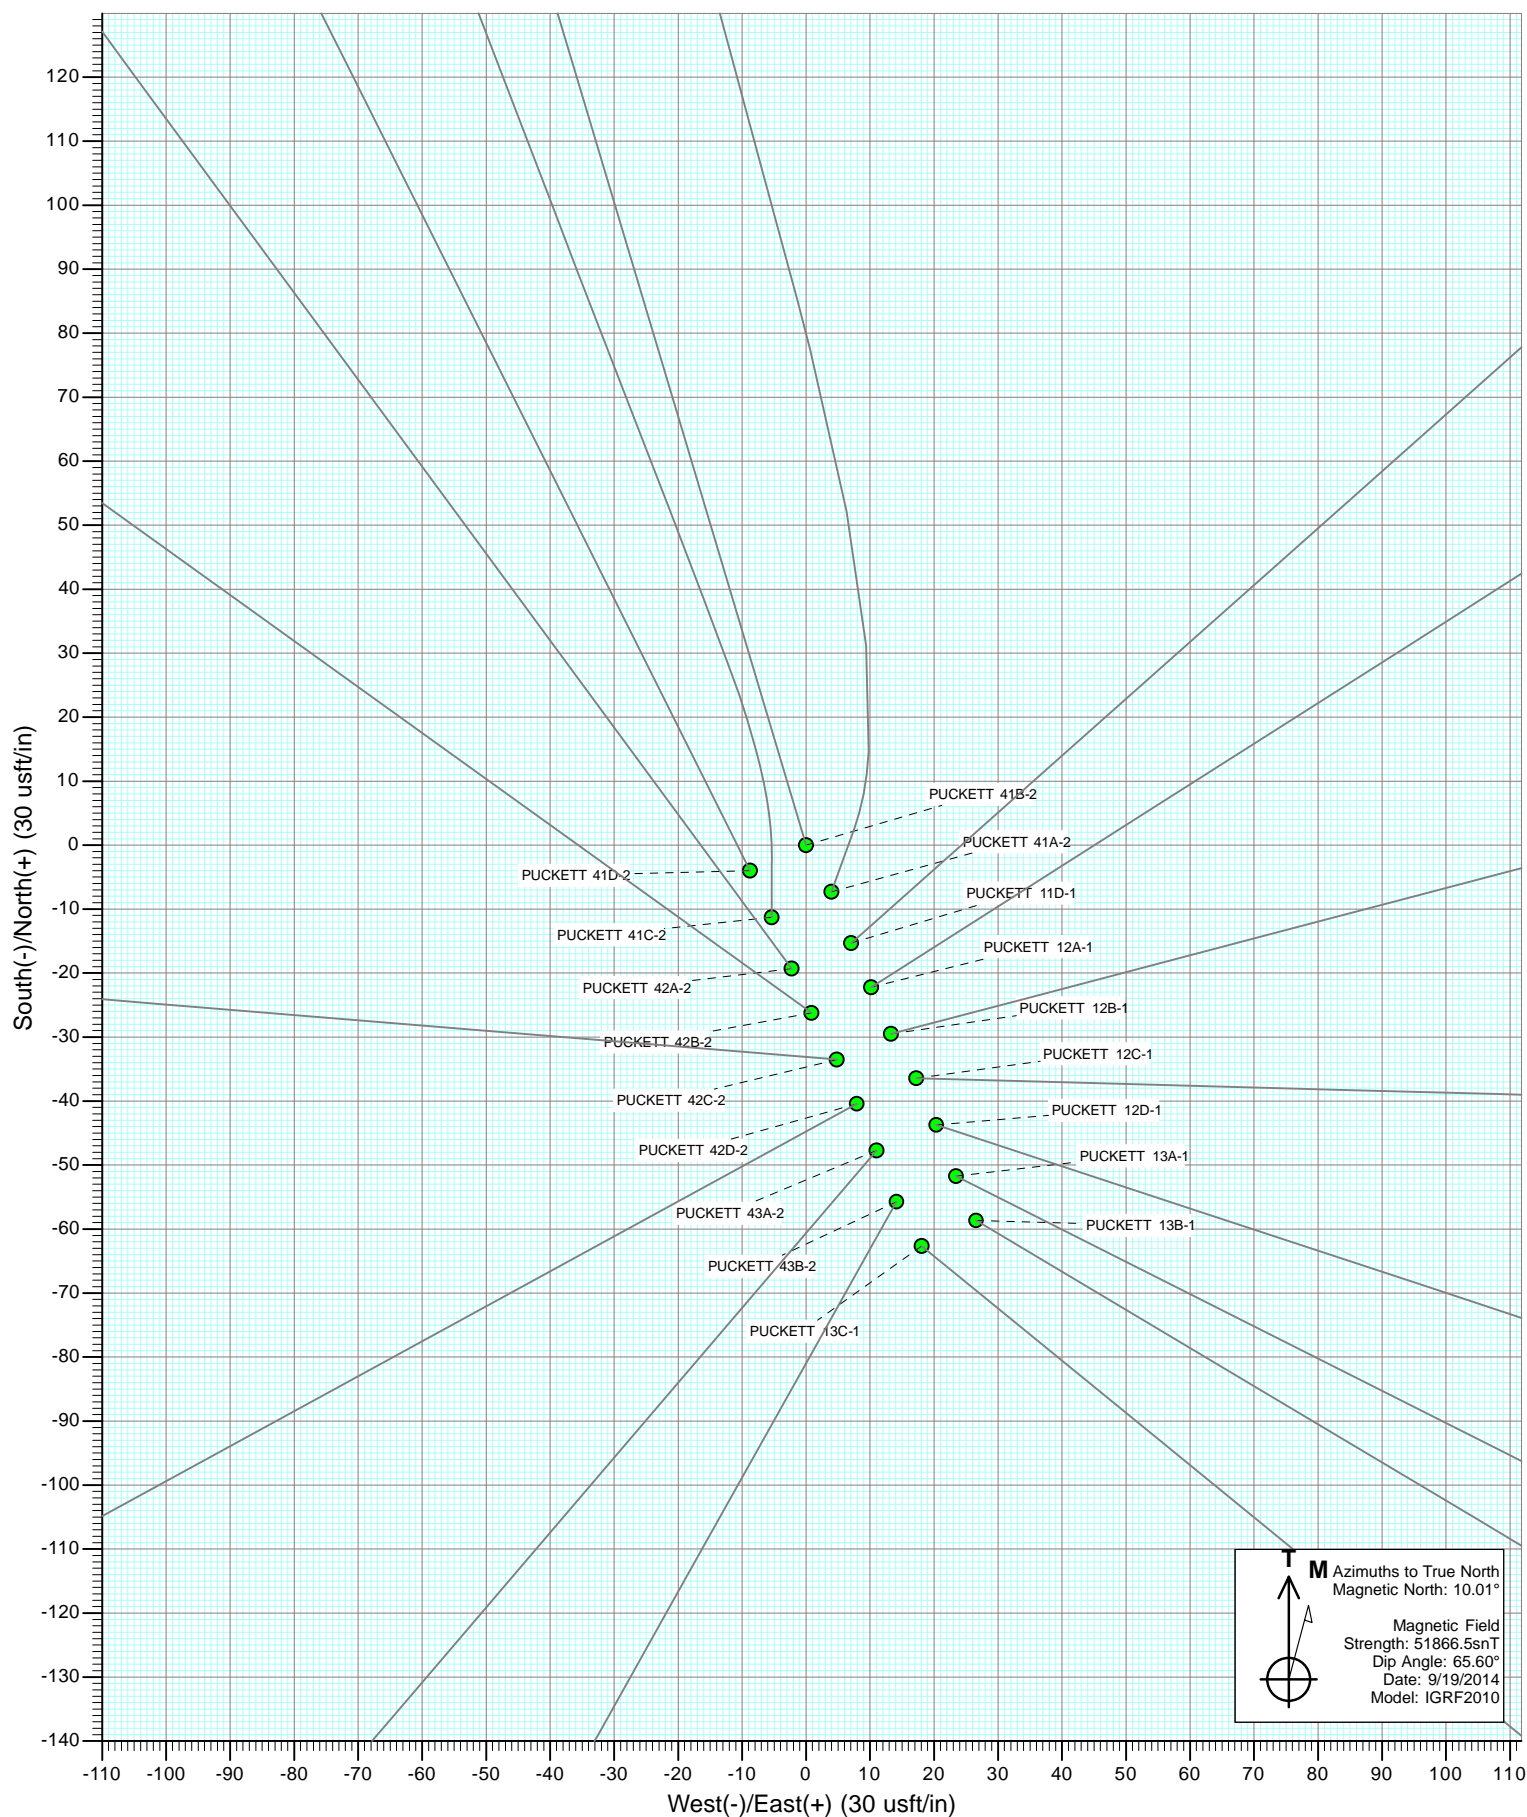 120
110
100
90
80
70
60
50
40
30
20
10
0
-10
-20
-30
-40
-50
-60
-70
-80
-90
-100
-110
-120
-130
-140
South(-)/North(+) (30 usft/in)
PUCKETT 41B-2
PUCKETT 41A-2
PUCKETT 41D-2
PUCKETT 11D-1
PUCKETT 41C-2
PUCKETT 12A-1
PUCKETT 42A-2
PUCKETT 12B-1
PUCKETT 42B-2
PUCKETT 12C-1
PUCKETT 42C-2
PUCKETT 12D-1
PUCKETT 42D-2
PUCKETT 13A-1
PUCKETT 43A-2
PUCKETT 13B-1
PUCKETT 43B-2
PUCKETT 13C-1
T M Azimuths to True North
Magnetic North: 10.01°
Magnetic Field
Strength: 51866.5snT
Dip Angle: 65.60°
Date: 9/19/2014
Model: IGRF2010
-110 -100 -90 -80 -70 -60 -50 -40 -30 -20 -10 0 10 20 30 40 50 60 70 80 90 100 110
West(-)/East(+) (30 usft/in)